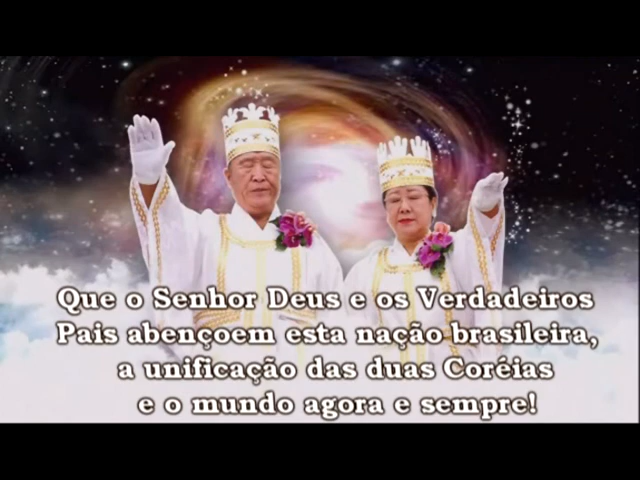 Que o Senhor Deus e os Verdadeiros
Pais abençoem esta nação brasileira,
a unificação das duas Coréias
e o mundo agora e sempre!